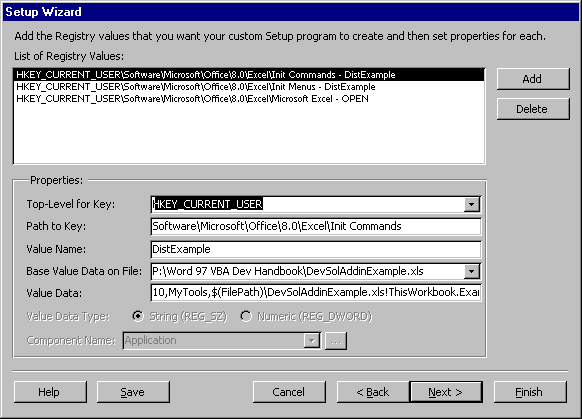 Setup Wizard
Add the Registry values that you want your custom Setup program to create and then set properties for each.
List of Registry Values:
HKEY_CURRENT_USER\Software\Microsoft\Office\8.0\Excel\Init Commands - DistExample
HKEY_CURRENT_USER\Software\Microsoft\Office\8.0\Excel\Init Menus - DistExample
HKEY_CURRENT_USER\Software\Microsoft\Office\8.0\Excel\Microsoft Excel - OPEN
Add
Delete
Properties:
Top-Level for Key: HKEY_CURRENT_USER
Path to Key: Software\Microsoft\Office\8.0\Excel\Init Commands
Value Name: DistExample
Base Value Data on File: P:\Word 97 VBA Dev Handbook\DevSolAddinExample.xls
Value Data: 10,MyTools,$(FilePath)\DevSolAddinExample.xls!ThisWorkbook.Exar
Value Data Type: String (REG_SZ) Numeric (REG_DWORD)
Component Name: Application ...
Help Save Cancel < Back Next > Finish